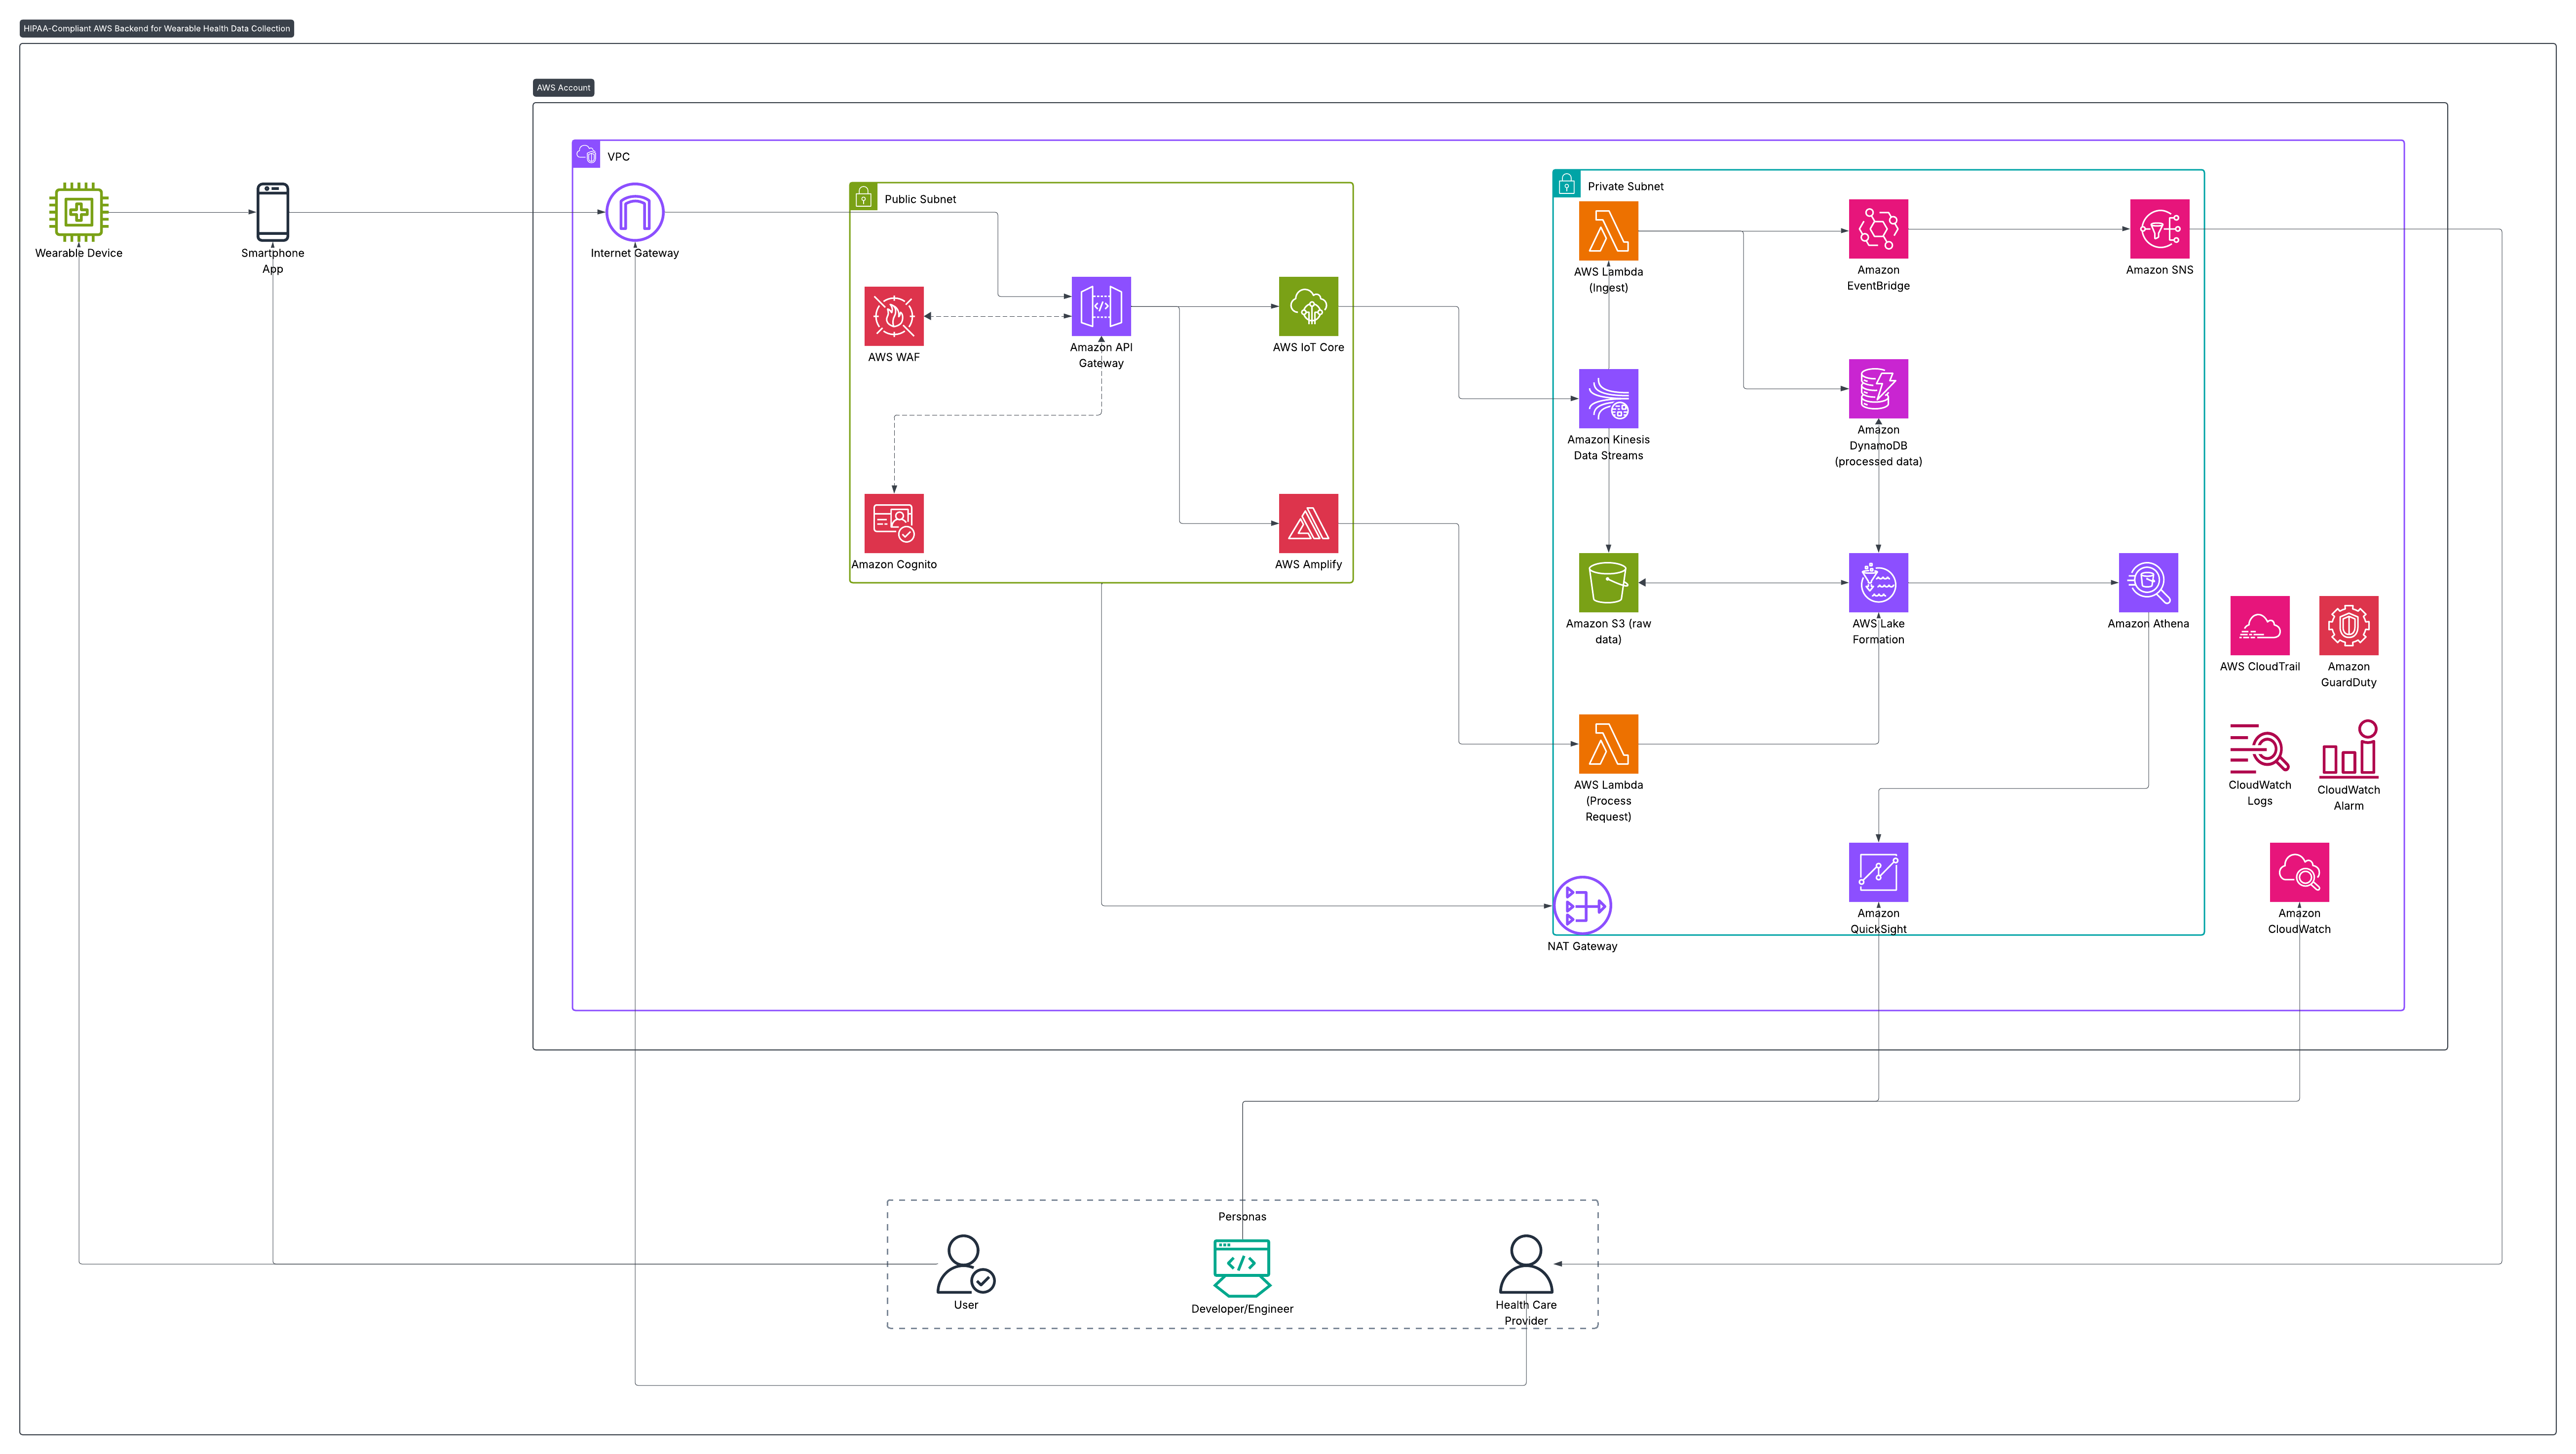 HIPAA-Compliant AWS Backend for Wearable Health Data Collection
AWS Account
VPC
Public Subnet
Private Subnet
Wearable Device
Smartphone
App
Internet Gateway
AWS WAF
Amazon API
Gateway
AWS IoT Core
Amazon Cognito
AWS Amplify
AWS Lambda
(Ingest)
Amazon
EventBridge
Amazon SNS
Amazon Kinesis
Data Streams
Amazon
DynamoDB
(processed data)
Amazon S3 (raw
data)
AWS Lake
Formation
Amazon Athena
AWS CloudTrail
Amazon
GuardDuty
AWS Lambda
(Process
Request)
CloudWatch
Logs
CloudWatch
Alarm
NAT Gateway
Amazon
QuickSight
Amazon
CloudWatch
Personas
User
Developer/Engineer
Health Care
Provider